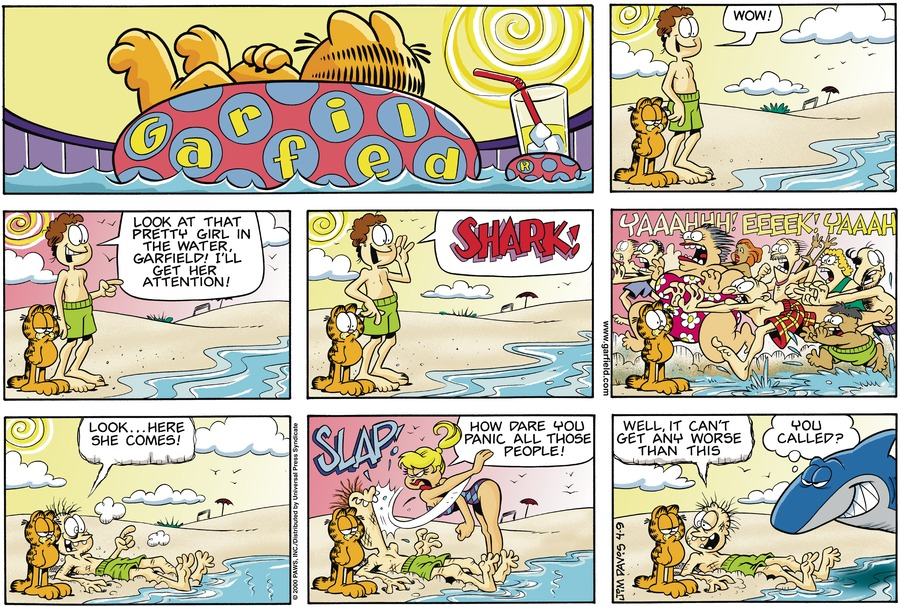 Garfield
®
WOW!
LOOK AT THAT
PRETTY GIRL IN
THE WATER,
GARFIELD! I'LL
GET HER
ATTENTION!
SHARK!
YAAAHHH! EEEEK! YAAAH
www.garfield.com
LOOK...HERE
SHE COMES!
© 2000 PAWS, INC./Distributed by Universal Press Syndicate
SLAP!
HOW DARE YOU
PANIC ALL THOSE
PEOPLE!
WELL, IT CAN'T
GET ANY WORSE
THAN THIS
YOU
CALLED?
JIM DAVIS 4-9